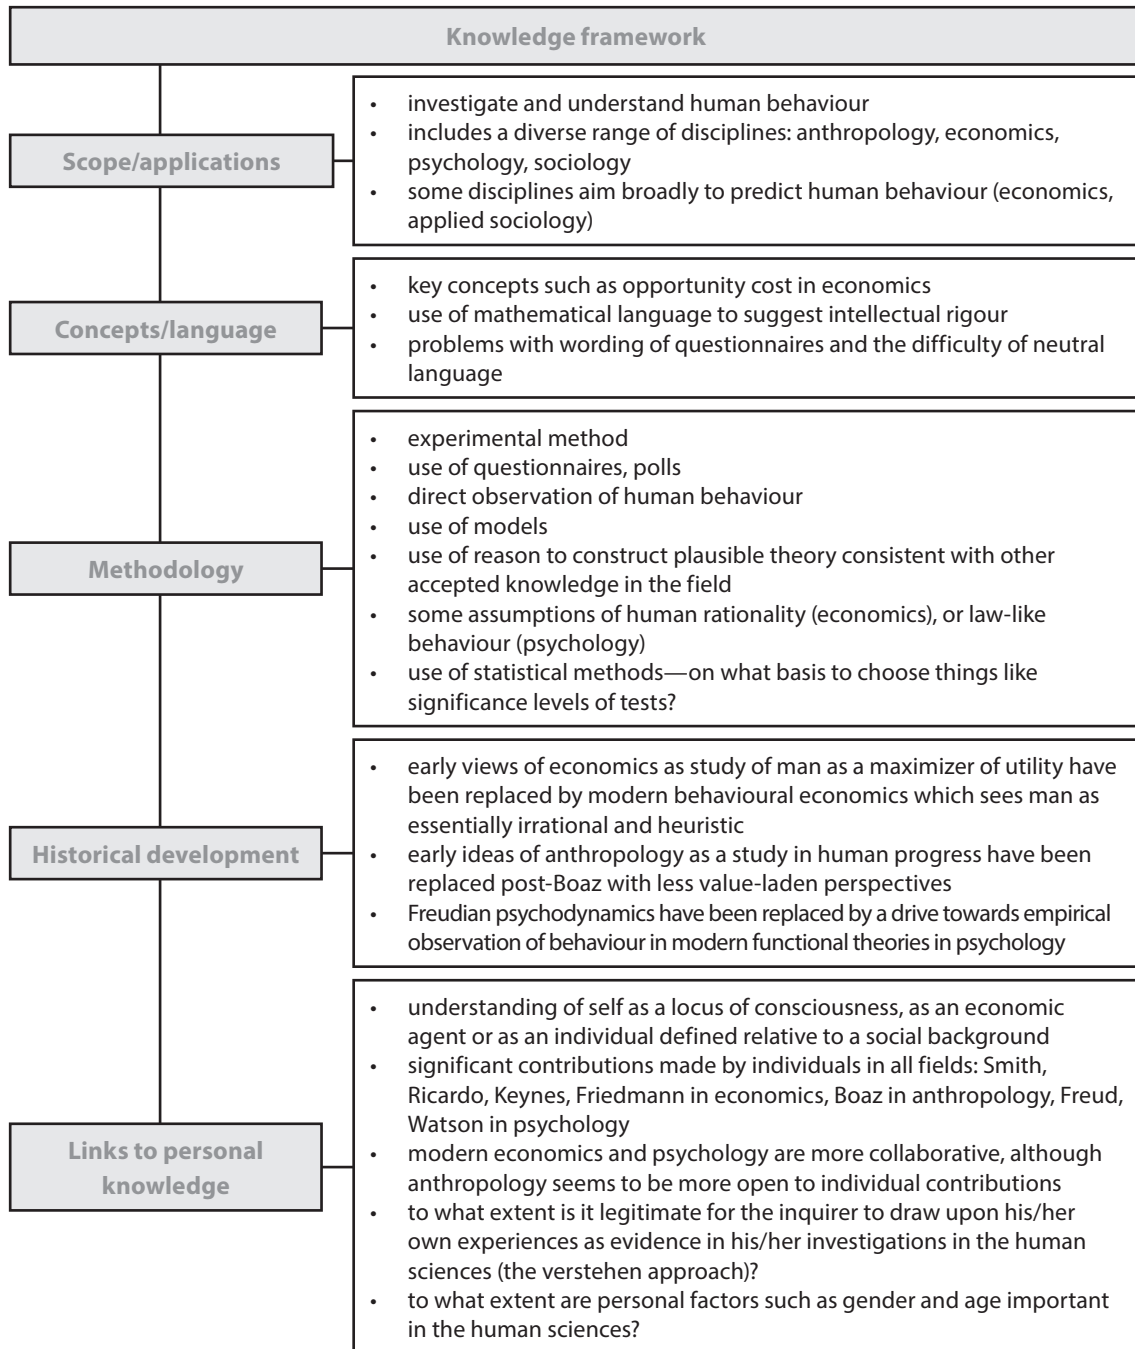 Knowledge framework
Scope/applications
• investigate and understand human behaviour
• includes a diverse range of disciplines: anthropology, economics,
psychology, sociology
• some disciplines aim broadly to predict human behaviour (economics,
applied sociology)
Concepts/language
• key concepts such as opportunity cost in economics
• use of mathematical language to suggest intellectual rigour
• problems with wording of questionnaires and the difficulty of neutral
language
Methodology
• experimental method
• use of questionnaires, polls
• direct observation of human behaviour
• use of models
• use of reason to construct plausible theory consistent with other
accepted knowledge in the field
• some assumptions of human rationality (economics), or law-like
behaviour (psychology)
• use of statistical methods—on what basis to choose things like
significance levels of tests?
Historical development
• early views of economics as study of man as a maximizer of utility have
been replaced by modern behavioural economics which sees man as
essentially irrational and heuristic
• early ideas of anthropology as a study in human progress have been
replaced post-Boaz with less value-laden perspectives
• Freudian psychodynamics have been replaced by a drive towards empirical
observation of behaviour in modern functional theories in psychology
Links to personal
knowledge
• understanding of self as a locus of consciousness, as an economic
agent or as an individual defined relative to a social background
• significant contributions made by individuals in all fields: Smith,
Ricardo, Keynes, Friedmann in economics, Boaz in anthropology, Freud,
Watson in psychology
• modern economics and psychology are more collaborative, although
anthropology seems to be more open to individual contributions
• to what extent is it legitimate for the inquirer to draw upon his/her
own experiences as evidence in his/her investigations in the human
sciences (the verstehen approach)?
• to what extent are personal factors such as gender and age important
in the human sciences?